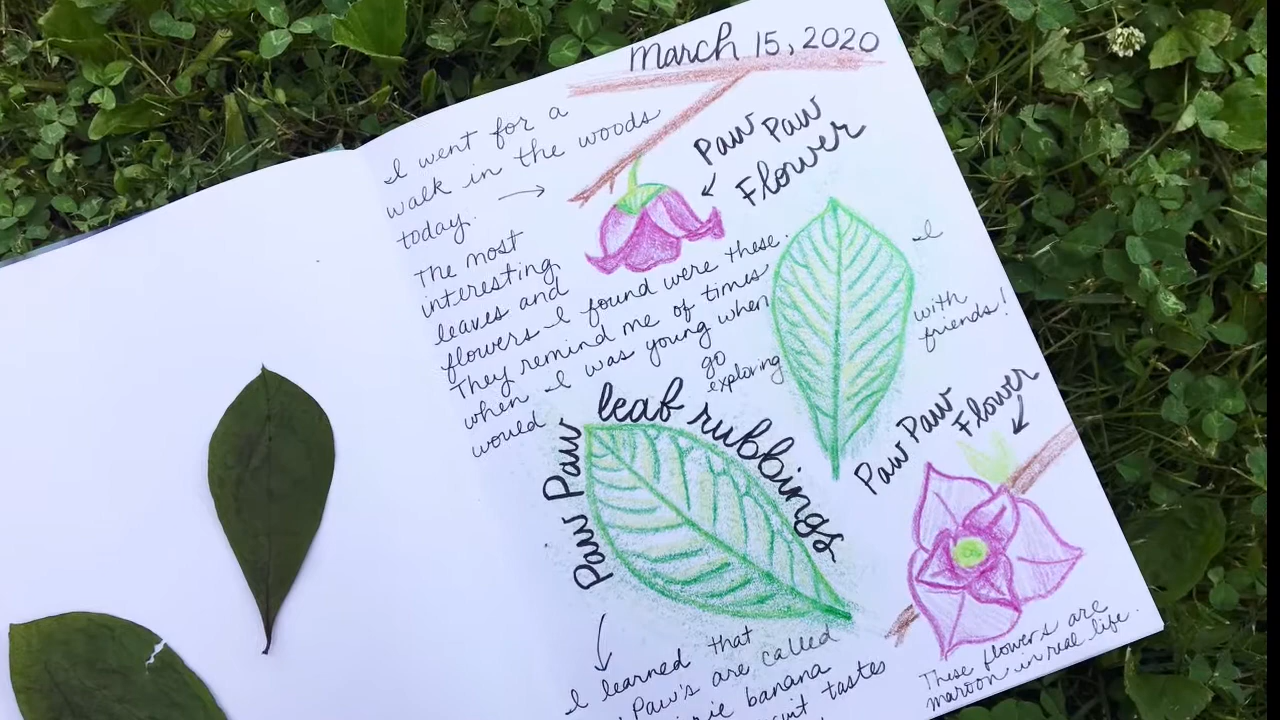 March 15, 2020
I went for a
walk in the woods
today.
Paw Paw
Flower
The most
interesting
leaves and
flowers I found were these.
They remind me of times
when I was young when
would go
exploring
I
with
friends!
Paw Paw leaf rubbings
Paw Paw
Flower
I learned that
Paw's are called
banana
tastes
These flowers are
maroon in real life.